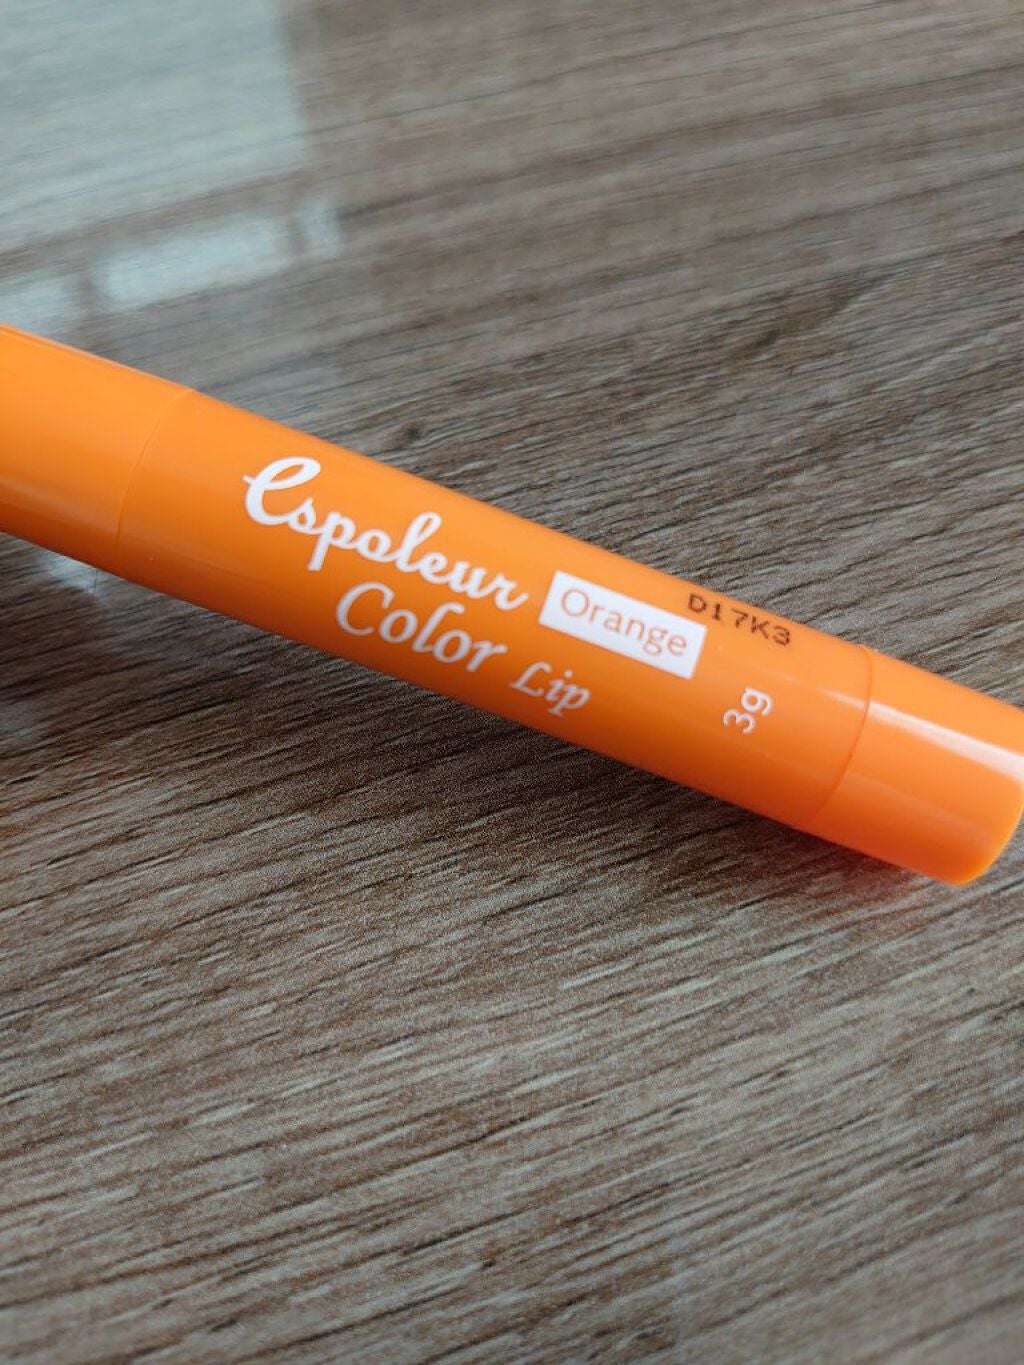 espoleur
Color Lip
Orange
D17K3
3g